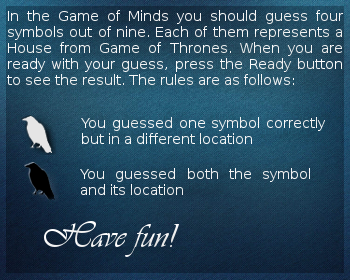 In the Game of Minds you should guess four
symbols out of nine. Each of them represents a
House from Game of Thrones. When you are
ready with your guess, press the Ready button
to see the result. The rules are as follows:
You guessed one symbol correctly
but in a different location
You guessed both the symbol
and its location
Have fun!